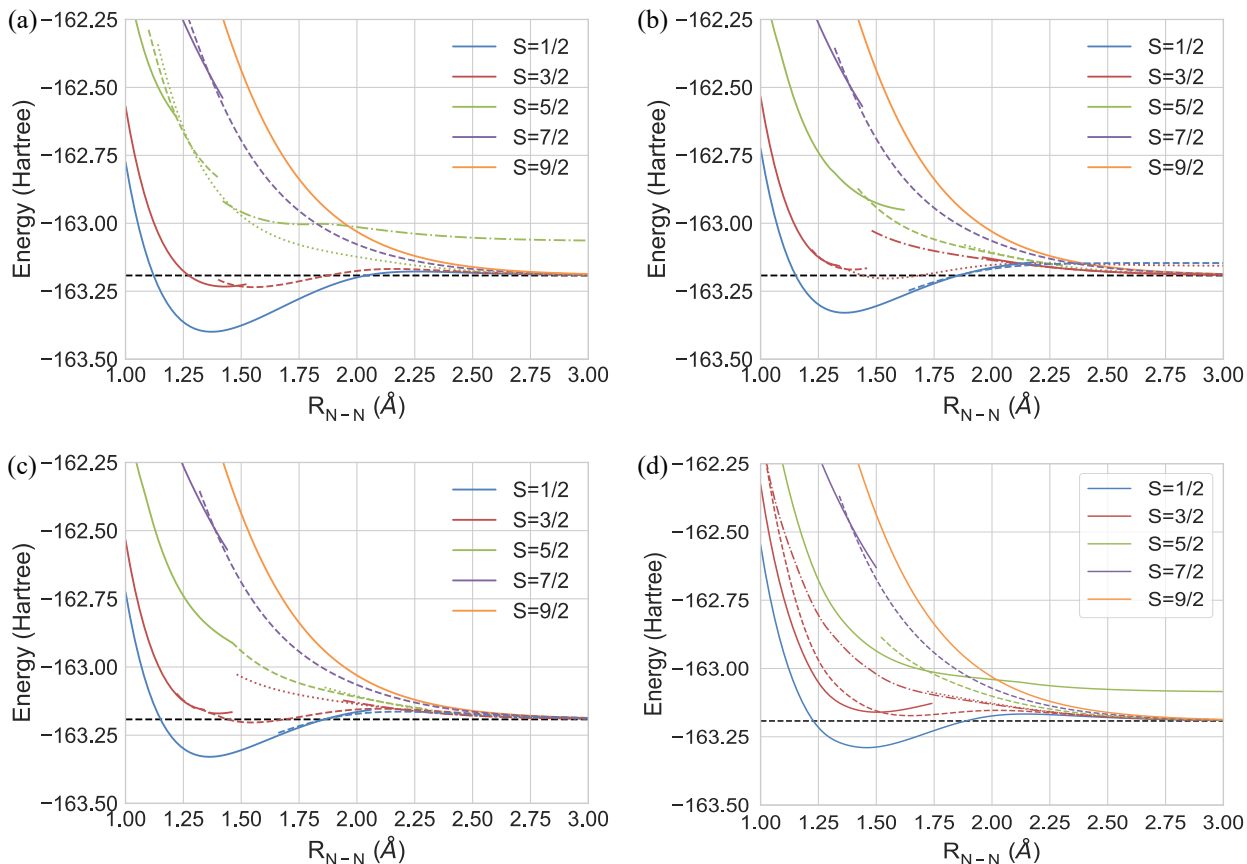 (a)
Energy (Hartree)
−162.25
−162.50
−162.75
−163.00
−163.25
−163.50
S=1/2
S=3/2
S=5/2
S=7/2
S=9/2
1.00 1.25 1.50 1.75 2.00 2.25 2.50 2.75 3.00
R_N−N (Å)
(b)
Energy (Hartree)
−162.25
−162.50
−162.75
−163.00
−163.25
−163.50
S=1/2
S=3/2
S=5/2
S=7/2
S=9/2
1.00 1.25 1.50 1.75 2.00 2.25 2.50 2.75 3.00
R_N−N (Å)
(c)
Energy (Hartree)
−162.25
−162.50
−162.75
−163.00
−163.25
−163.50
S=1/2
S=3/2
S=5/2
S=7/2
S=9/2
1.00 1.25 1.50 1.75 2.00 2.25 2.50 2.75 3.00
R_N−N (Å)
(d)
Energy (Hartree)
−162.25
−162.50
−162.75
−163.00
−163.25
−163.50
S=1/2
S=3/2
S=5/2
S=7/2
S=9/2
1.00 1.25 1.50 1.75 2.00 2.25 2.50 2.75 3.00
R_N−N (Å)